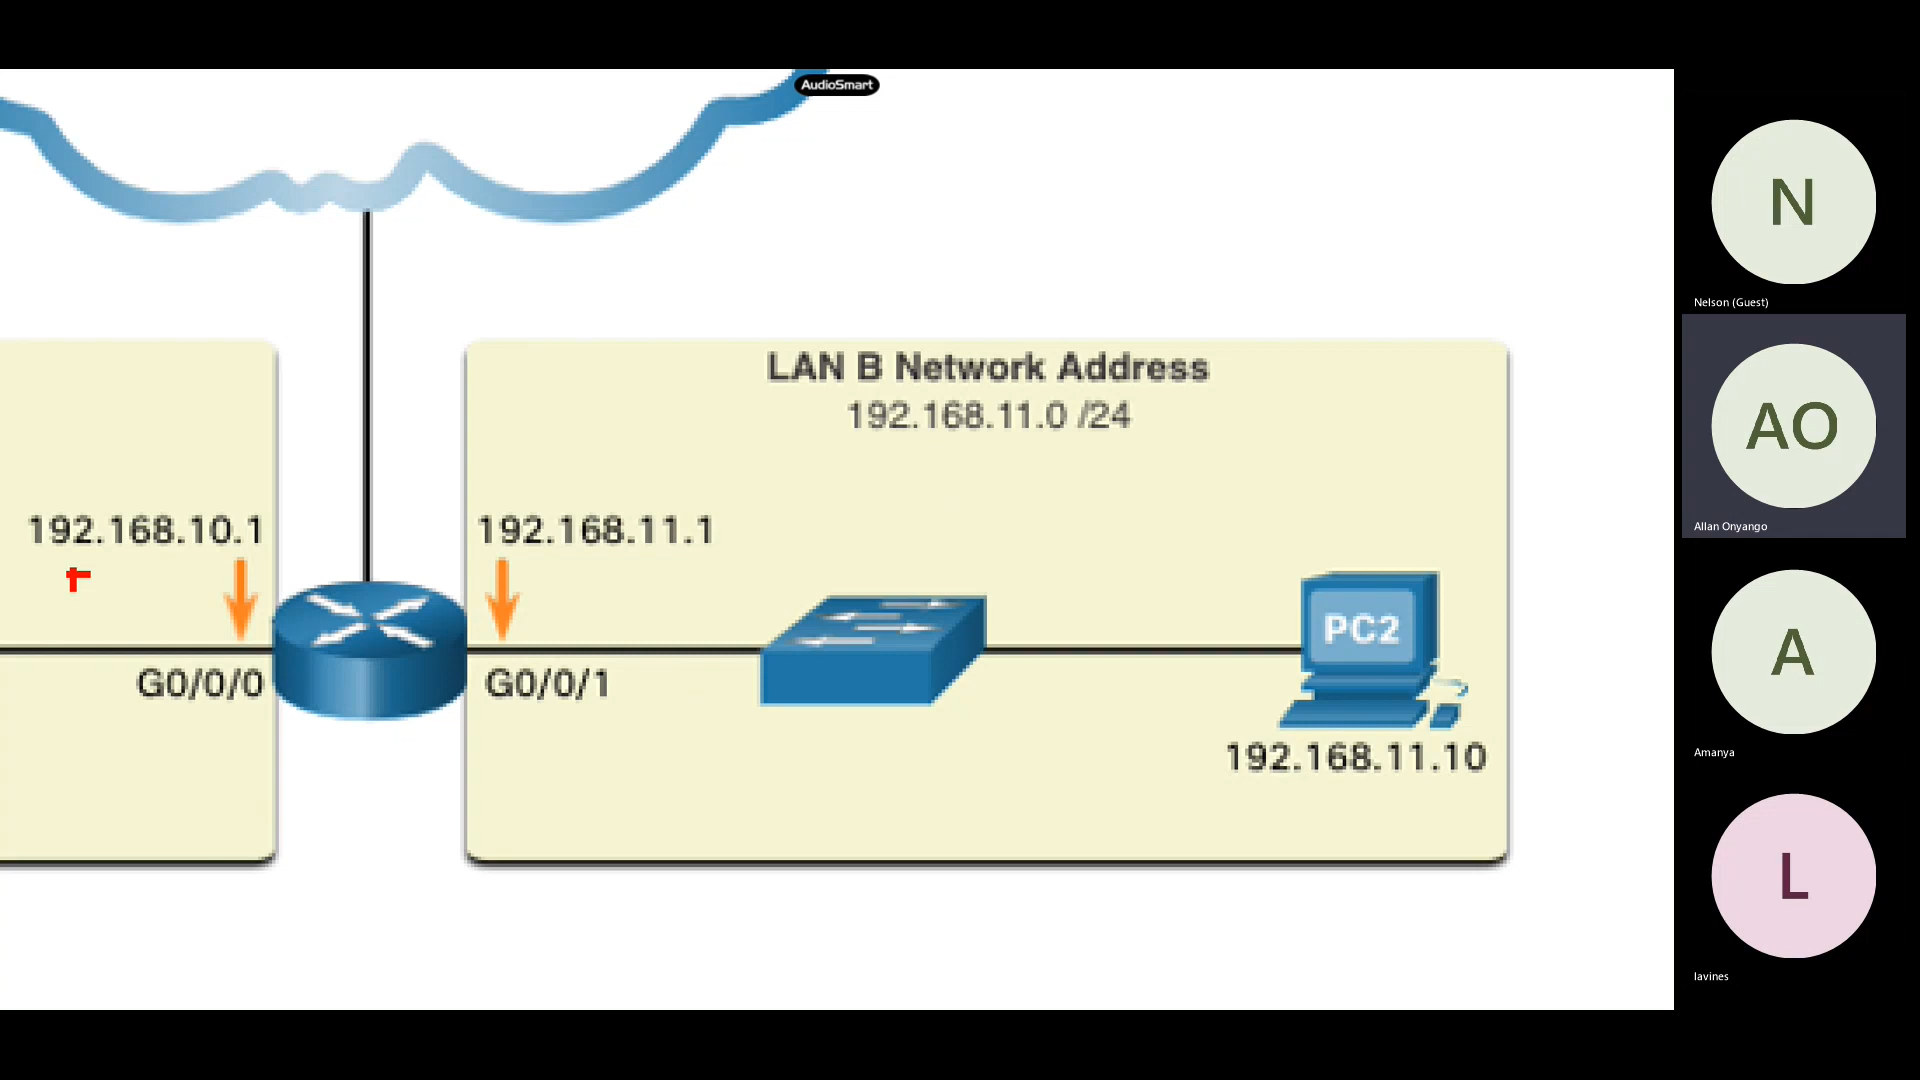 AudioSmart
LAN B Network Address
192.168.11.0 /24
192.168.10.1
192.168.11.1
G0/0/0
G0/0/1
PC2
192.168.11.10
N
Nelson (Guest)
AO
Allan Onyango
A
Amanya
L
lavines